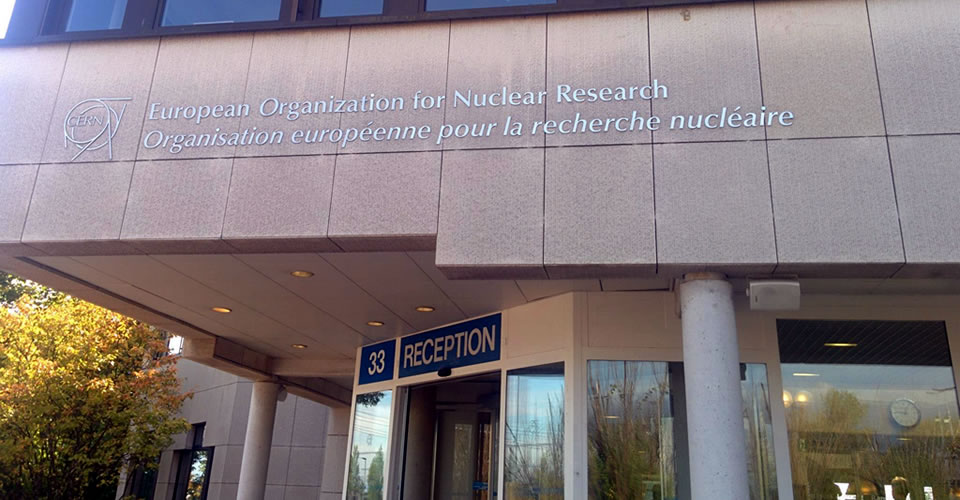 CERN
European Organization for Nuclear Research
Organisation européenne pour la recherche nucléaire
33 RECEPTION